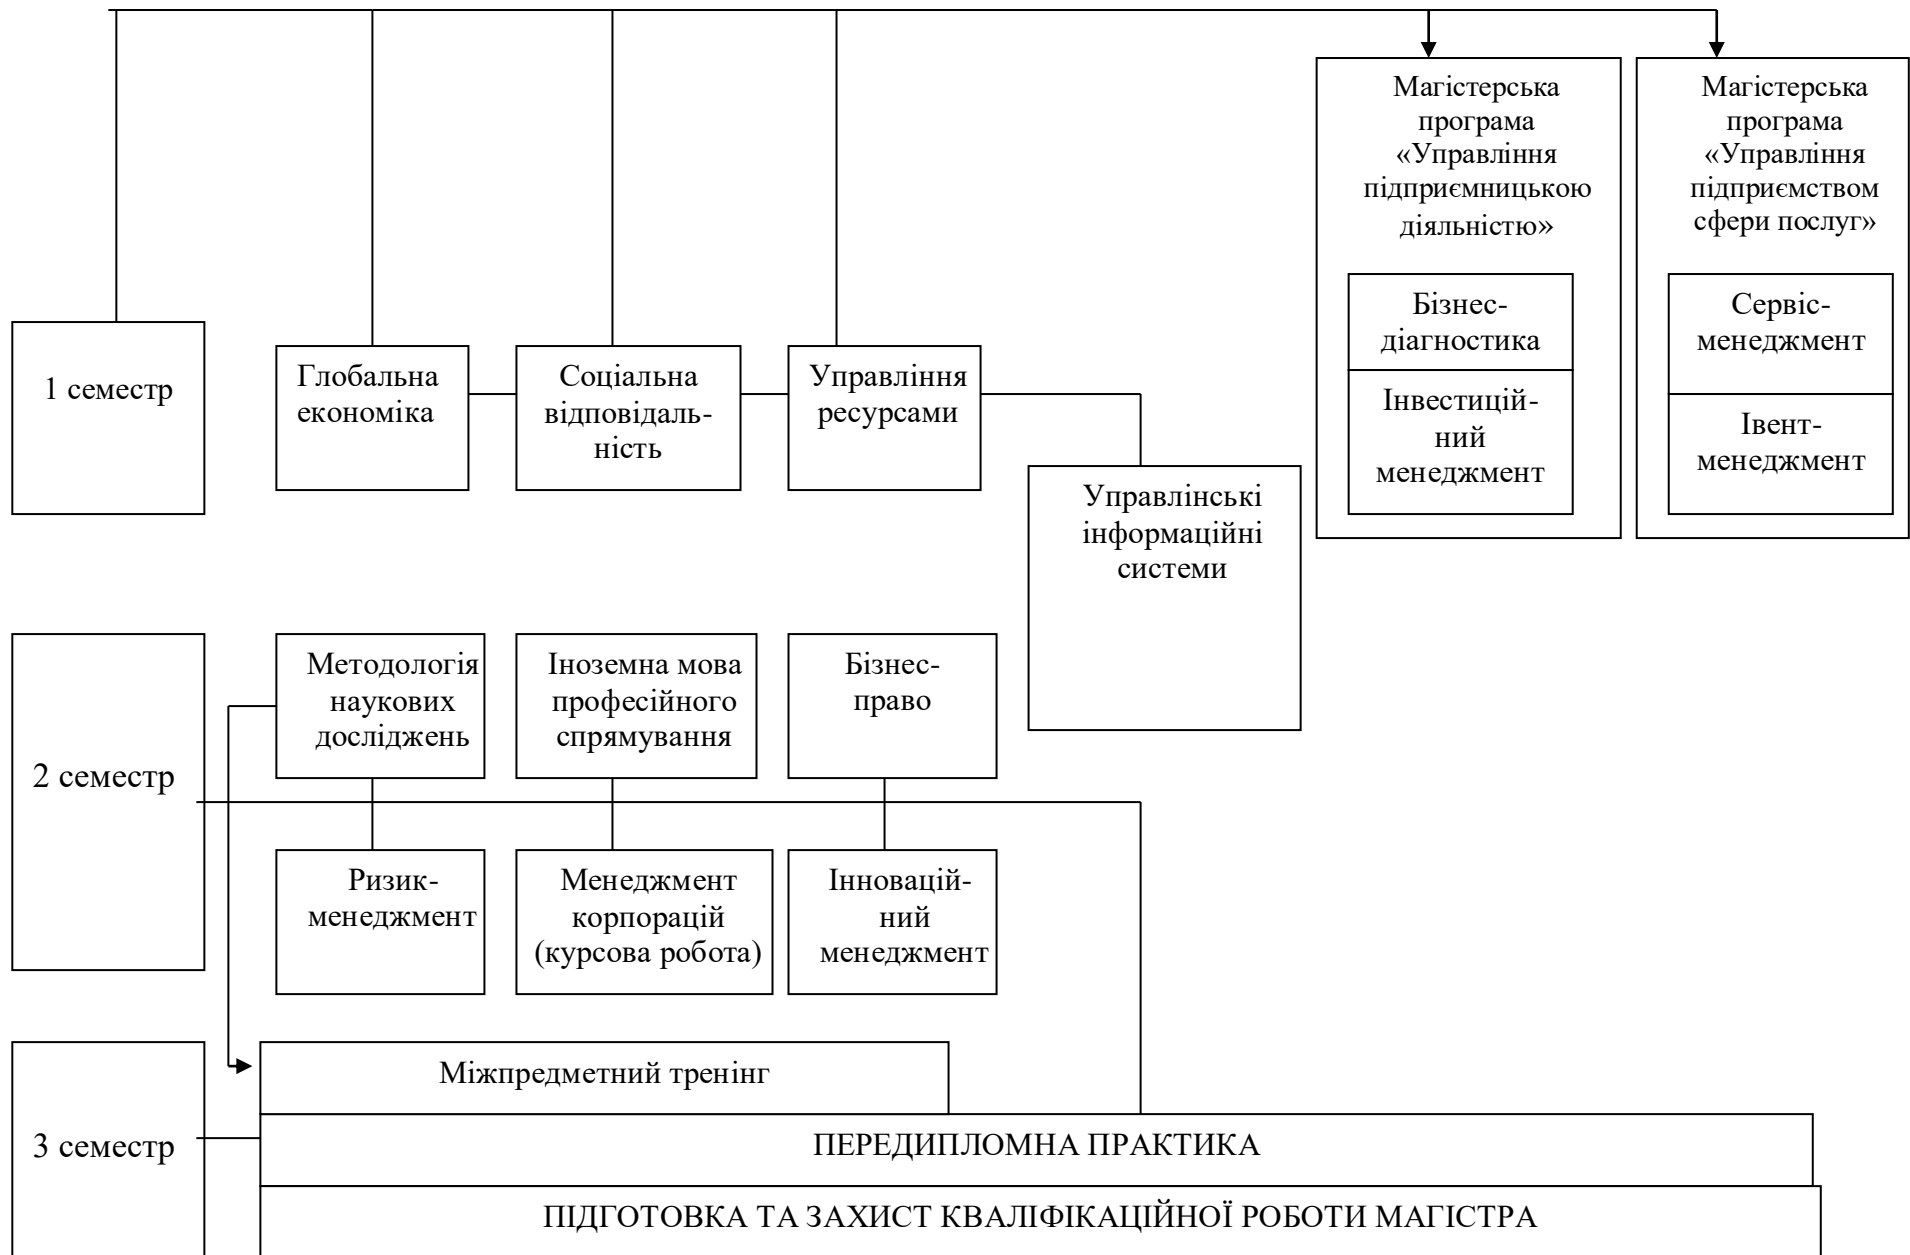 Магістерська
програма
«Управління
підприємницькою
діяльністю»
Магістерська
програма
«Управління
підприємством
сфери послуг»
1 семестр
Глобальна
економіка
Соціальна
відповідаль-
ність
Управління
ресурсами
Управлінські
інформаційні
системи
Бізнес-
діагностика
Інвестицій-
ний
менеджмент
Сервіс-
менеджмент
Івент-
менеджмент
2 семестр
Методологія
наукових
досліджень
Іноземна мова
професійного
спрямування
Бізнес-
право
Ризик-
менеджмент
Менеджмент
корпорацій
(курсова робота)
Інновацій-
ний
менеджмент
3 семестр
Міжпредметний тренінг
ПЕРЕДИПЛОМНА ПРАКТИКА
ПІДГОТОВКА ТА ЗАХИСТ КВАЛІФІКАЦІЙНОЇ РОБОТИ МАГІСТРА